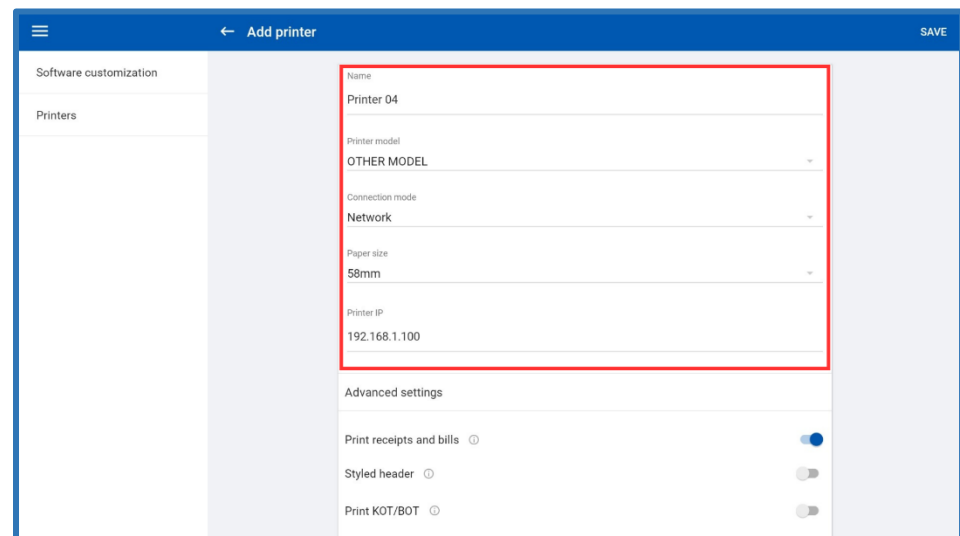 Add printer
SAVE
Software customization
Printers
Name
Printer 04
Printer model
OTHER MODEL
Connection mode
Network
Paper size
58mm
Printer IP
192.168.1.100
Advanced settings
Print receipts and bills
Styled header
Print KOT/BOT